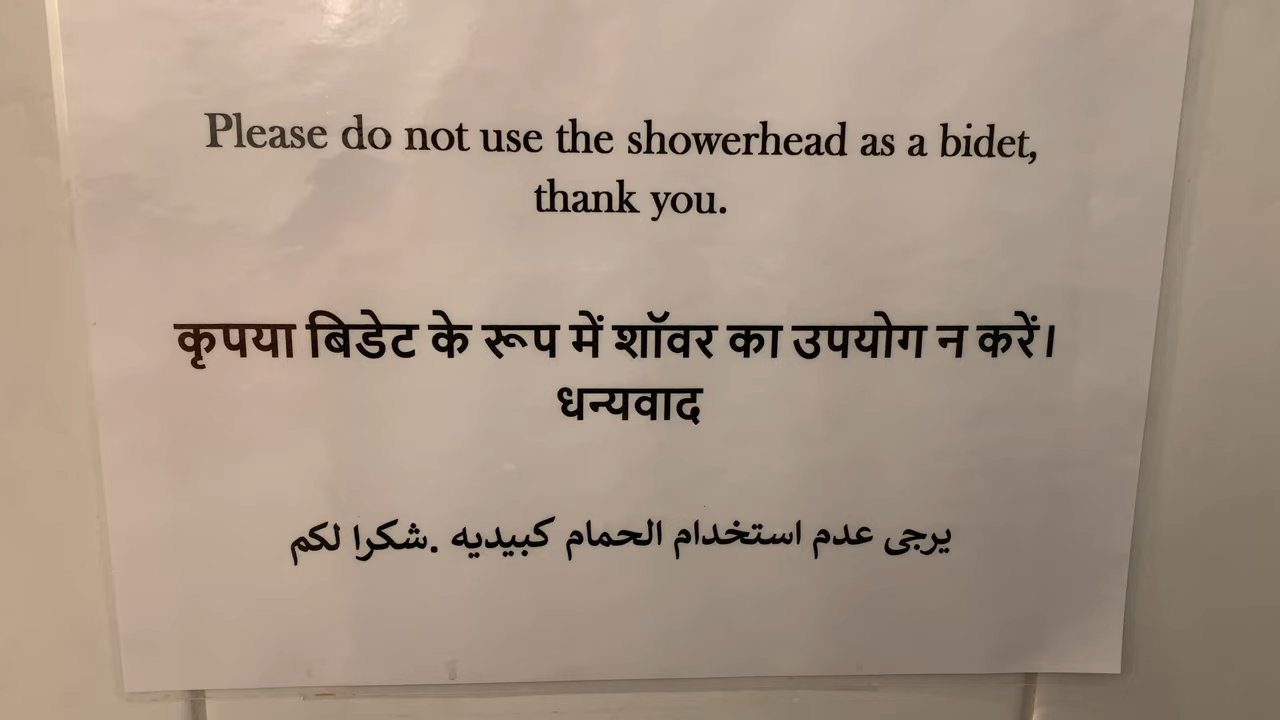 Please do not use the showerhead as a bidet,
thank you.
कृपया बिडेट के रूप में शॉवर का उपयोग न करें।
धन्यवाद
يرجى عدم استخدام الحمام كبيديه .شكرا لكم